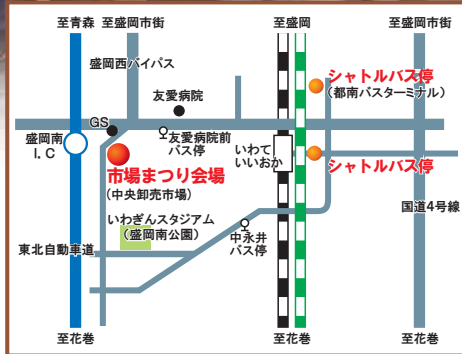 至青森
至盛岡市街
至盛岡
至盛岡市街
盛岡西バイパス
友愛病院
シャトルバス停
(都南バスターミナル)
GS
盛岡南
I.C
友愛病院前
バス停
いわて
いいおか
シャトルバス停
市場まつり会場
(中央卸売市場)
国道4号線
いわぎんスタジアム
(盛岡南公園)
東北自動車道
中永井
バス停
至花巻
至花巻
至花巻